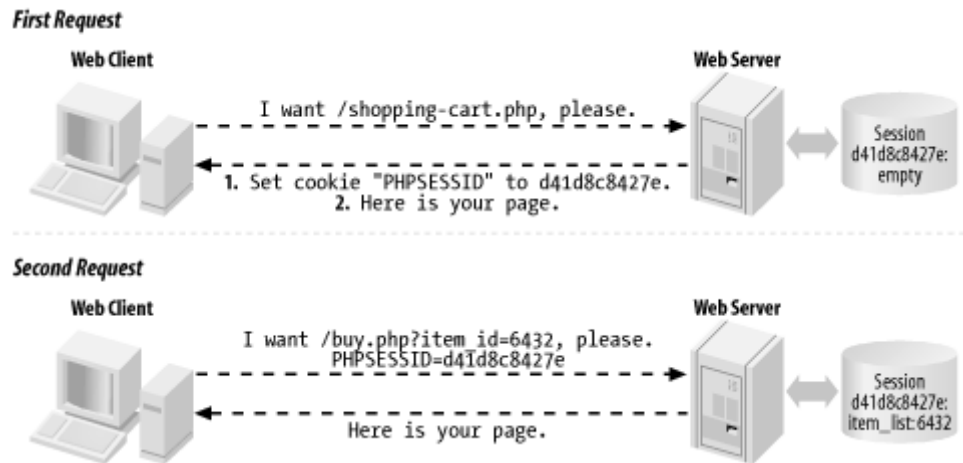 First Request
Web Client
Web Server
I want /shopping-cart.php, please.
1. Set cookie "PHPSESSID" to d41d8c8427e.
2. Here is your page.
Session
d41d8c8427e:
empty
Second Request
Web Client
Web Server
I want /buy.php?item_id=6432, please.
PHPSESSID=d41d8c8427e
Here is your page.
Session
d41d8c8427e:
item_list:6432